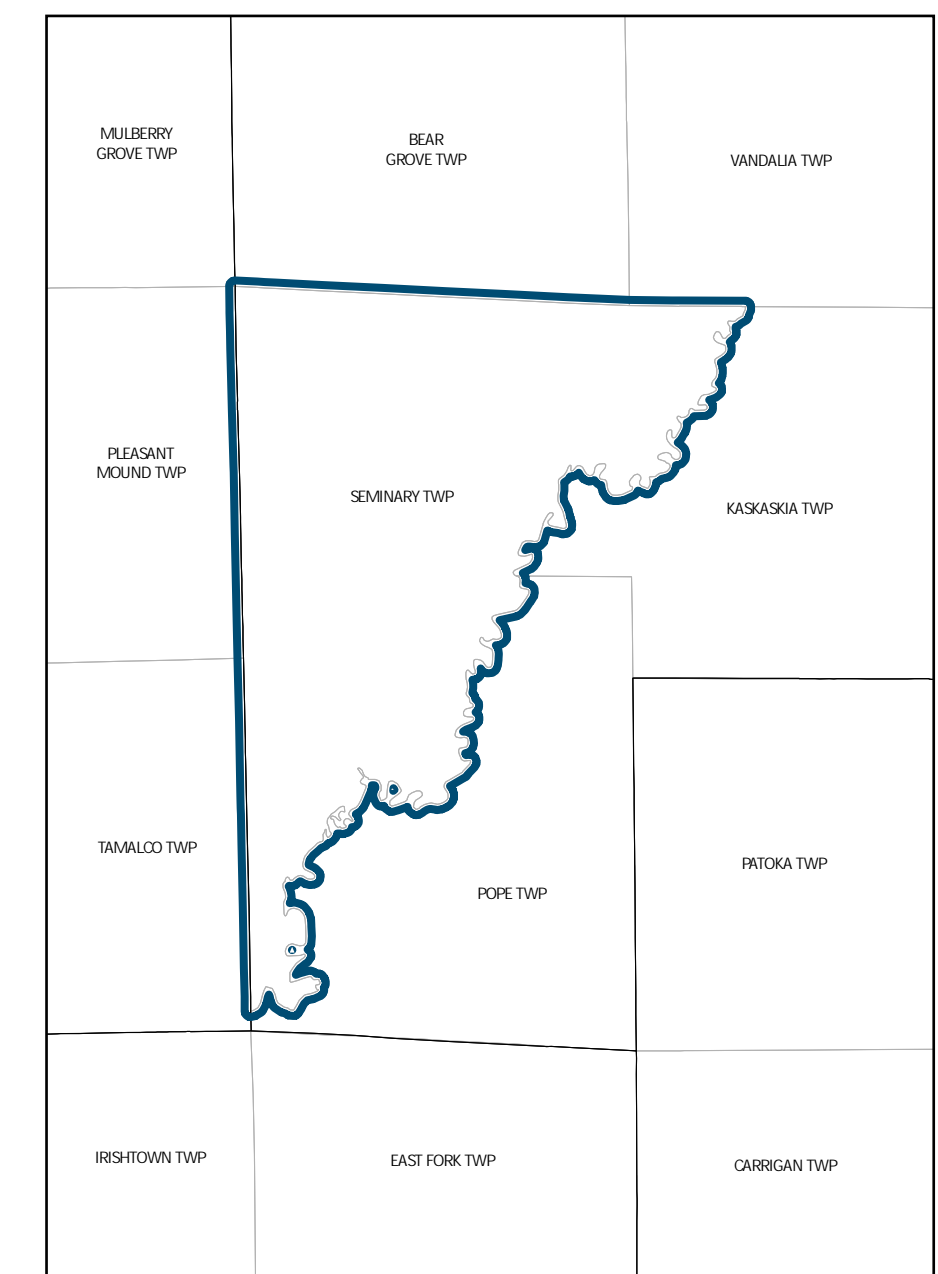 MULBERRY
GROVE TWP
BEAR
GROVE TWP
VANDALIA TWP
PLEASANT
MOUND TWP
SEMINARY TWP
KASKASKIA TWP
TAMALCO TWP
POPE TWP
PATOKA TWP
IRISHTOWN TWP
EAST FORK TWP
CARRIGAN TWP